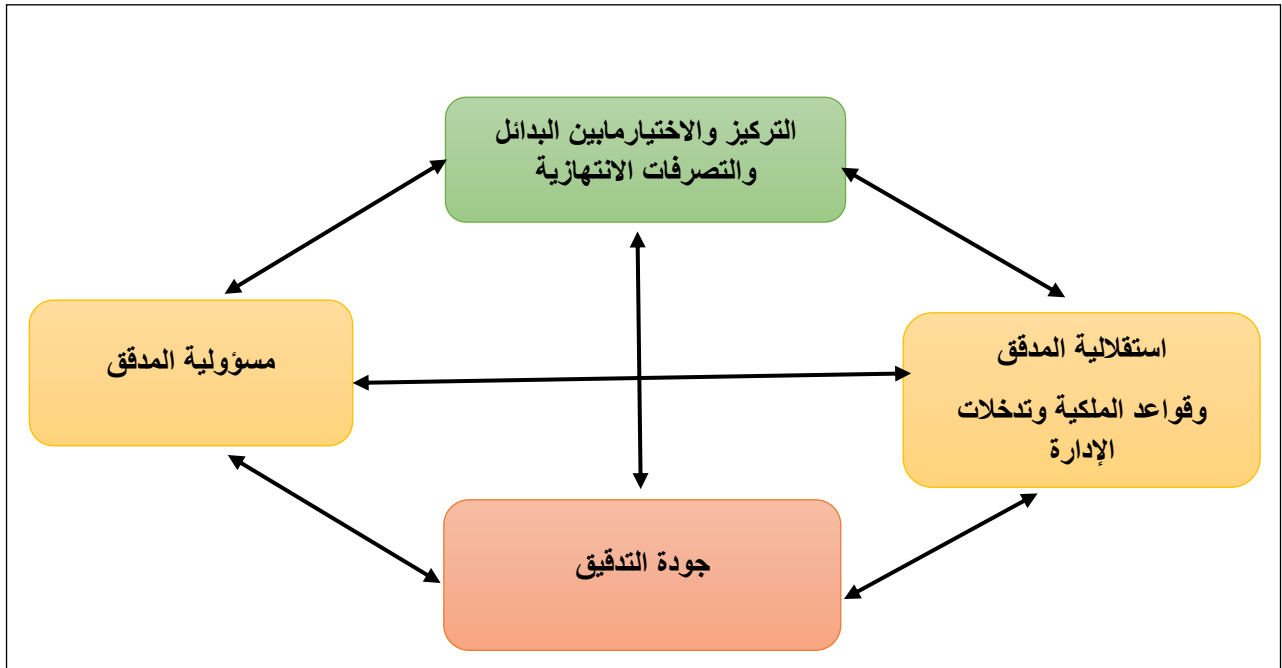 التركيز والاختيارمابين البدائل
والتصرفات الانتهازية
استقلالية المدقق
وقواعد الملكية وتدخلات
الإدارة
مسؤولية المدقق
جودة التدقيق